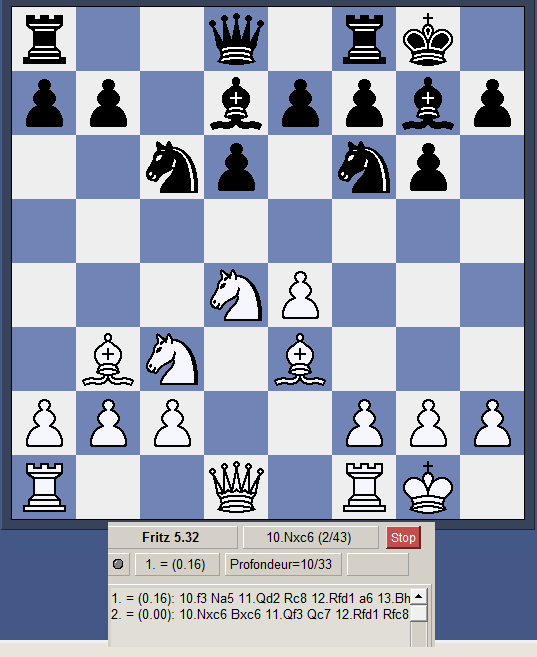 Fritz 5.32 10.Nxc6 (2/43) Stop
1. = (0.16) Profondeur=10/33
1. = (0.16): 10.f3 Na5 11.Qd2 Rc8 12.Rfd1 a6 13.Bh
2. = (0.00): 10.Nxc6 Bxc6 11.Qf3 Qc7 12.Rfd1 Rfc8